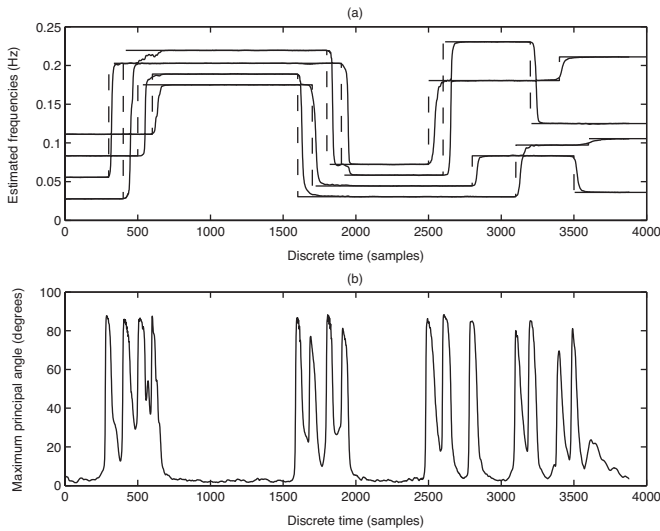 (a)
Estimated frequencies (Hz)
0.25
0.2
0.15
0.1
0.05
0
0 500 1000 1500 2000 2500 3000 3500 4000
Discrete time (samples)
(b)
Maximum principal angle (degrees)
100
80
60
40
20
0
0 500 1000 1500 2000 2500 3000 3500 4000
Discrete time (samples)